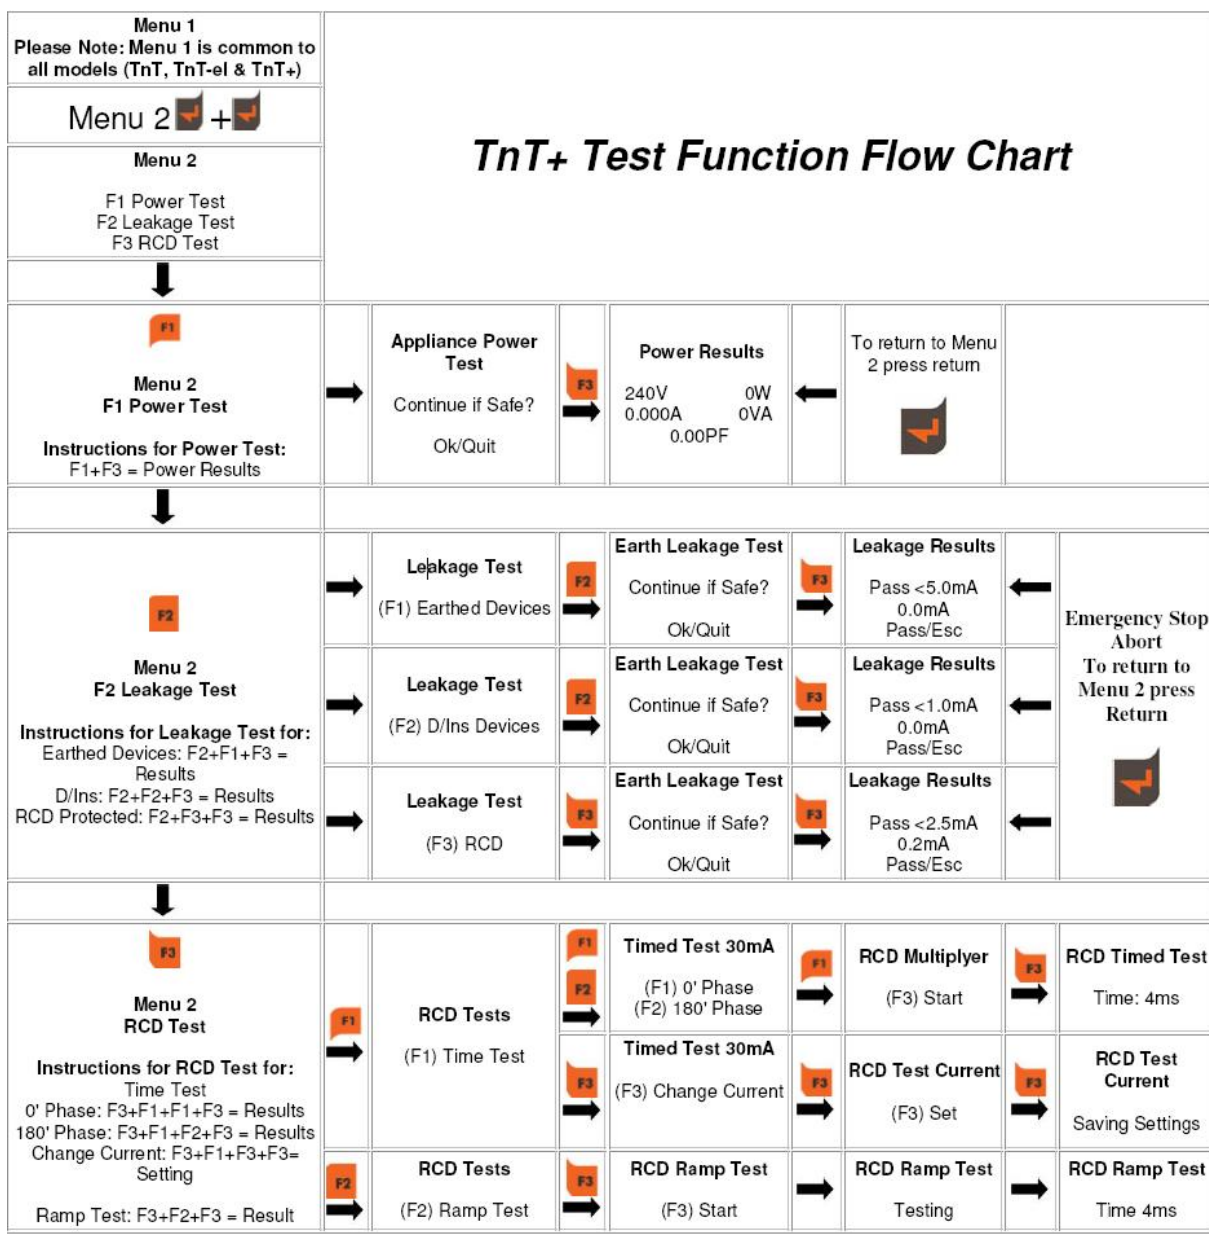 Menu 1
Please Note: Menu 1 is common to
all models (TnT, TnT-el & TnT+)
Menu 2 +
Menu 2
F1 Power Test
F2 Leakage Test
F3 RCD Test
TnT+ Test Function Flow Chart
F1
Menu 2
F1 Power Test
Instructions for Power Test:
F1+F3 = Power Results
Appliance Power
Test
Continue if Safe?
Ok/Quit
F3
Power Results
240V 0W
0.000A 0VA
0.00PF
To return to Menu
2 press return
F2
Menu 2
F2 Leakage Test
Instructions for Leakage Test for:
Earthed Devices: F2+F1+F3 =
Results
D/Ins: F2+F2+F3 = Results
RCD Protected: F2+F3+F3 = Results
Leakage Test
(F1) Earthed Devices
F2
Earth Leakage Test
Continue if Safe?
Ok/Quit
F3
Leakage Results
Pass <5.0mA
0.0mA
Pass/Esc
Leakage Test
(F2) D/Ins Devices
F2
Earth Leakage Test
Continue if Safe?
Ok/Quit
F3
Leakage Results
Pass <1.0mA
0.0mA
Pass/Esc
Leakage Test
(F3) RCD
F3
Earth Leakage Test
Continue if Safe?
Ok/Quit
F3
Leakage Results
Pass <2.5mA
0.2mA
Pass/Esc
Emergency Stop
Abort
To return to
Menu 2 press
Return
F3
Menu 2
RCD Test
Instructions for RCD Test for:
Time Test
0' Phase: F3+F1+F1+F3 = Results
180' Phase: F3+F1+F2+F3 = Results
Change Current: F3+F1+F3+F3=
Setting
Ramp Test: F3+F2+F3 = Result
F1
RCD Tests
(F1) Time Test
F1
F2
Timed Test 30mA
(F1) 0' Phase
(F2) 180' Phase
F1
RCD Multiplyer
(F3) Start
F3
RCD Timed Test
Time: 4ms
F3
Timed Test 30mA
(F3) Change Current
F3
RCD Test Current
(F3) Set
F3
RCD Test
Current
Saving Settings
F2
RCD Tests
(F2) Ramp Test
F3
RCD Ramp Test
(F3) Start
RCD Ramp Test
Testing
RCD Ramp Test
Time 4ms